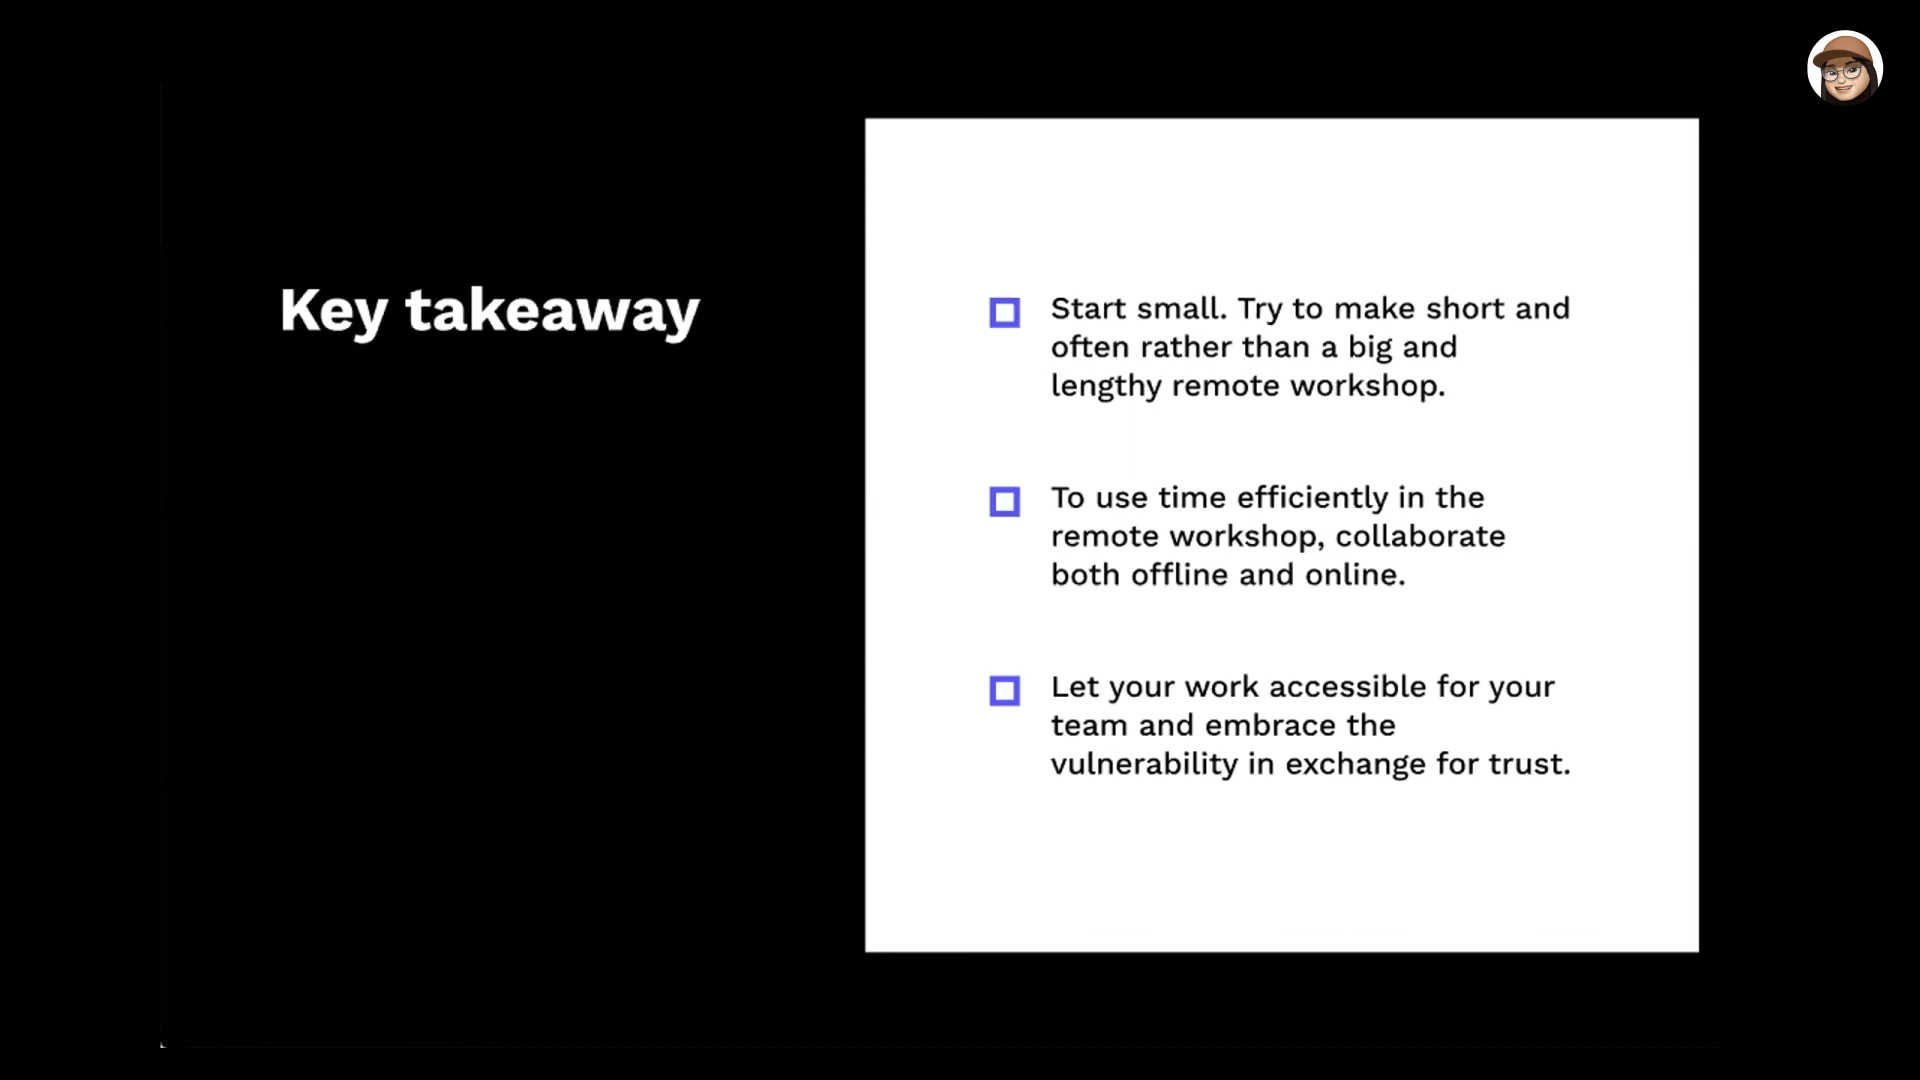 Key takeaway
Start small. Try to make short and
often rather than a big and
lengthy remote workshop.
To use time efficiently in the
remote workshop, collaborate
both offline and online.
Let your work accessible for your
team and embrace the
vulnerability in exchange for trust.